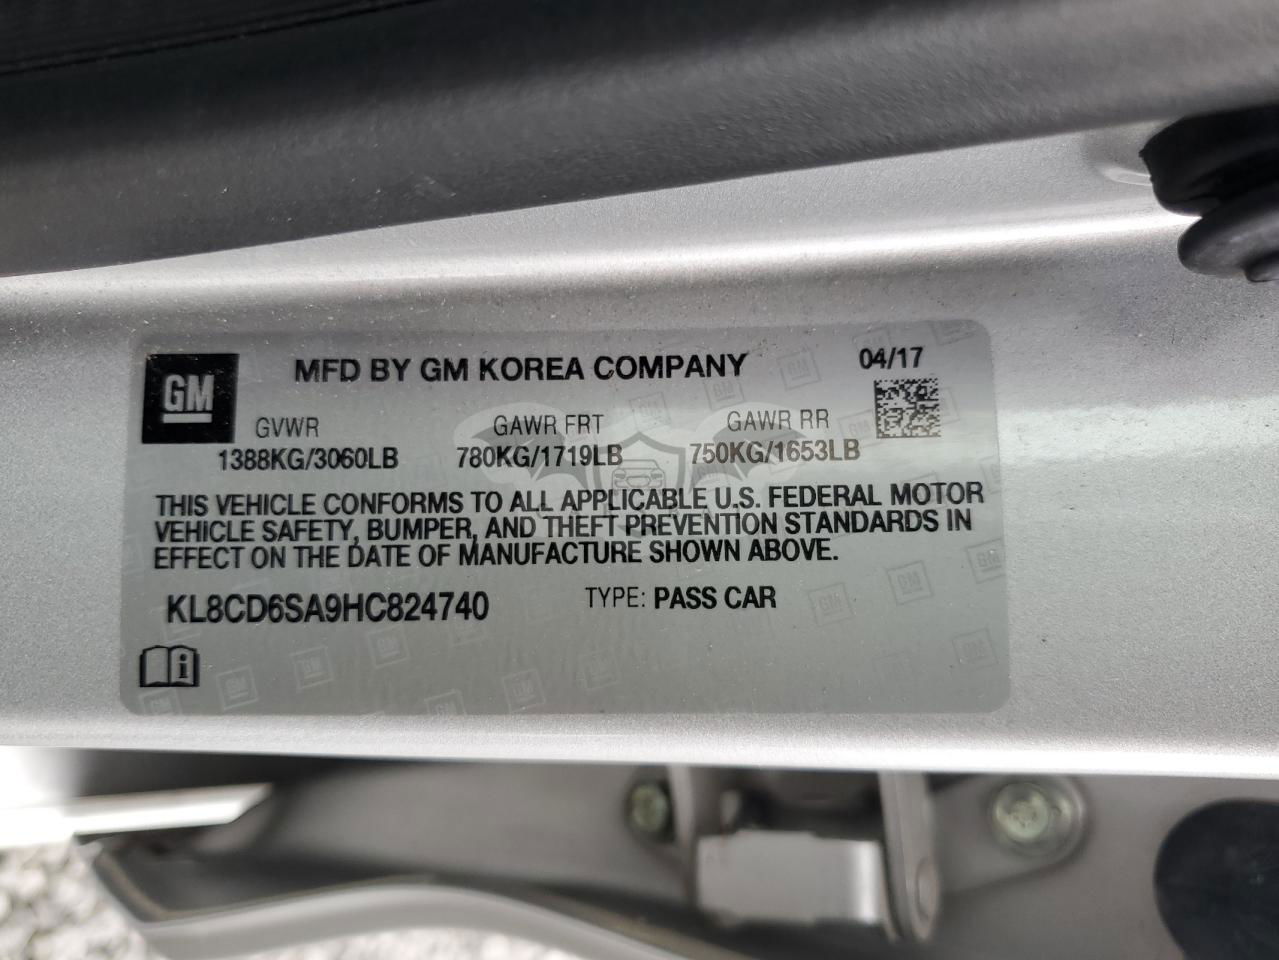 MFD BY GM KOREA COMPANY 04/17
GM
GVWR GAWR FRT GAWR RR
1388KG/3060LB 780KG/1719LB 750KG/1653LB
THIS VEHICLE CONFORMS TO ALL APPLICABLE U.S. FEDERAL MOTOR
VEHICLE SAFETY, BUMPER, AND THEFT PREVENTION STANDARDS IN
EFFECT ON THE DATE OF MANUFACTURE SHOWN ABOVE.
KL8CD6SA9HC824740 TYPE: PASS CAR